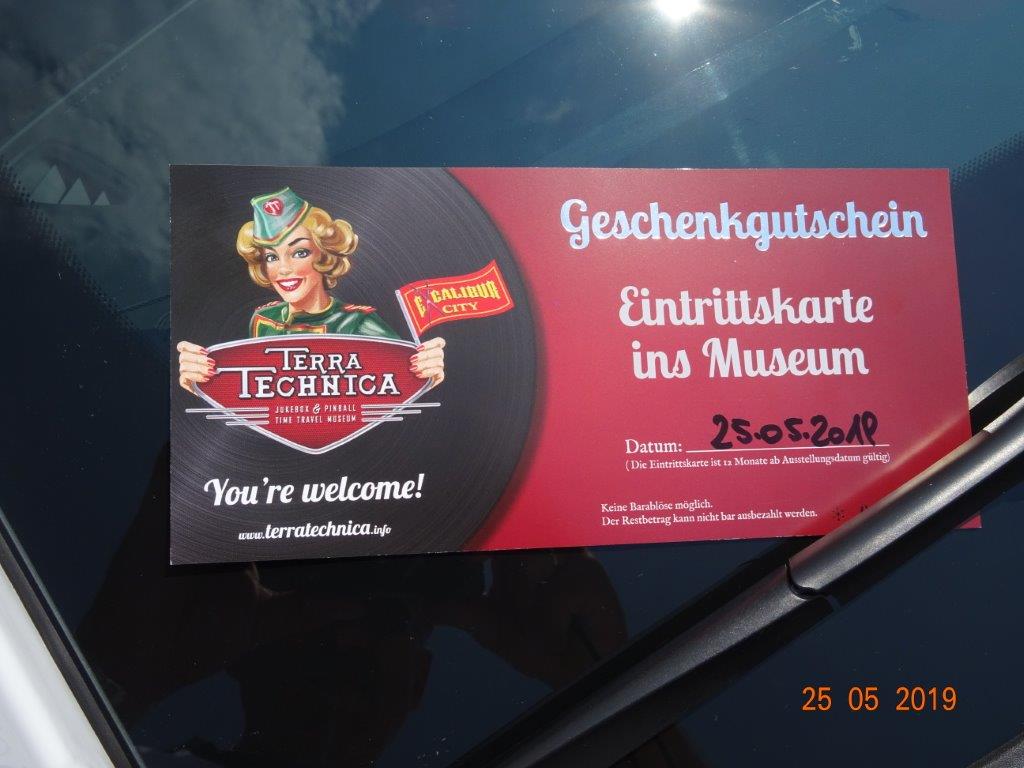 EXCALIBUR
CITY
TERRA
TECHNICA
JUKEBOX & PINBALL
TIME TRAVEL MUSEUM
You're welcome!
www.terratechnica.info
Geschenkgutschein
Eintrittskarte
ins Museum
Datum: 25.05.2019
( Die Eintrittskarte ist 12 Monate ab Ausstellungsdatum gültig)
Keine Barablöse möglich.
Der Restbetrag kann nicht bar ausbezahlt werden.
25 05 2019